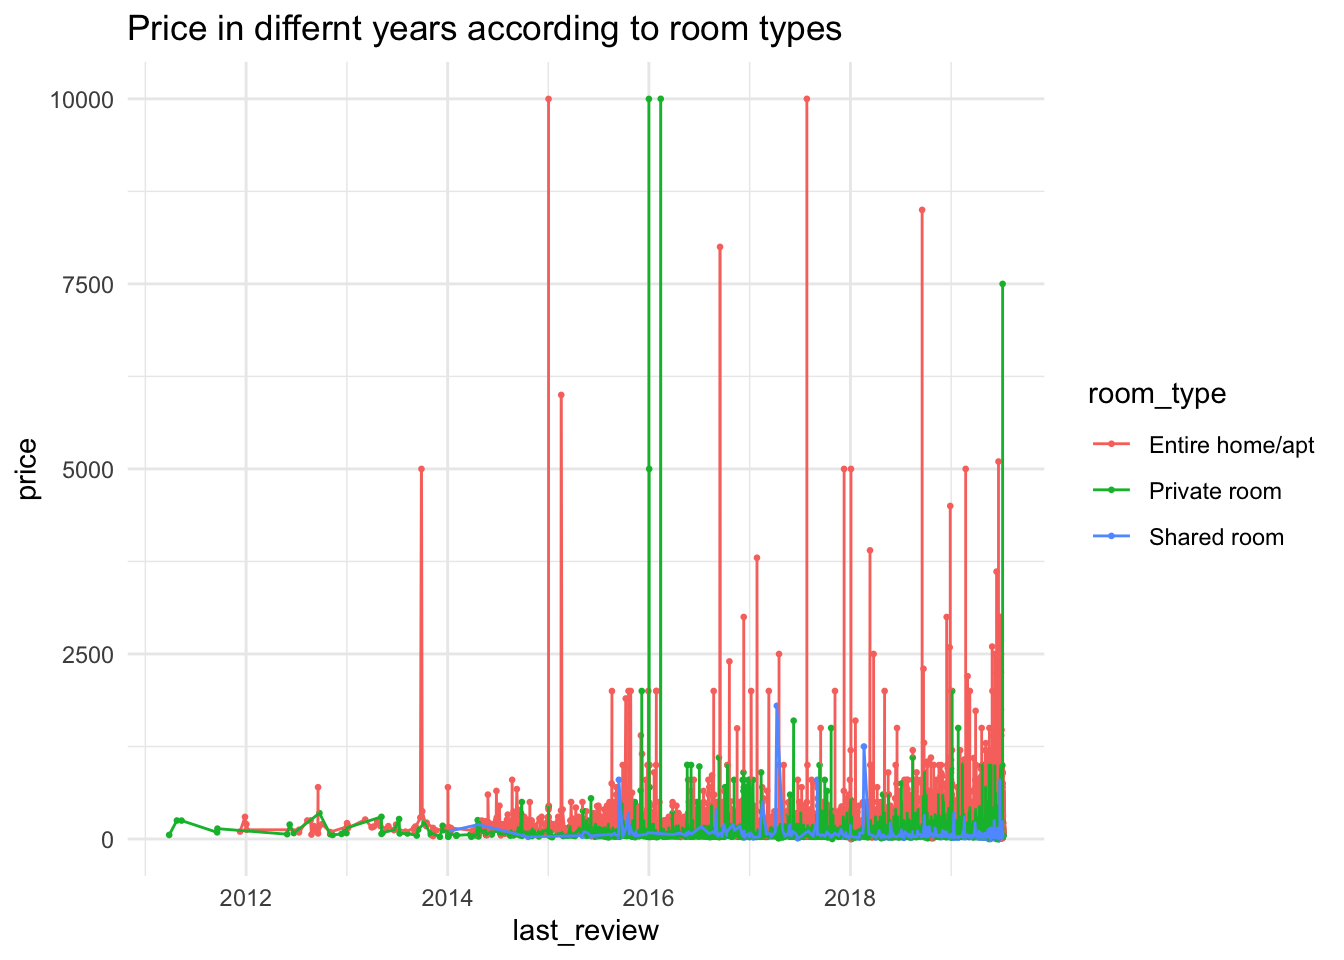 Price in differnt years according to room types
10000
7500
5000
2500
0
price
2012
2014
2016
2018
last_review
room_type
Entire home/apt
Private room
Shared room